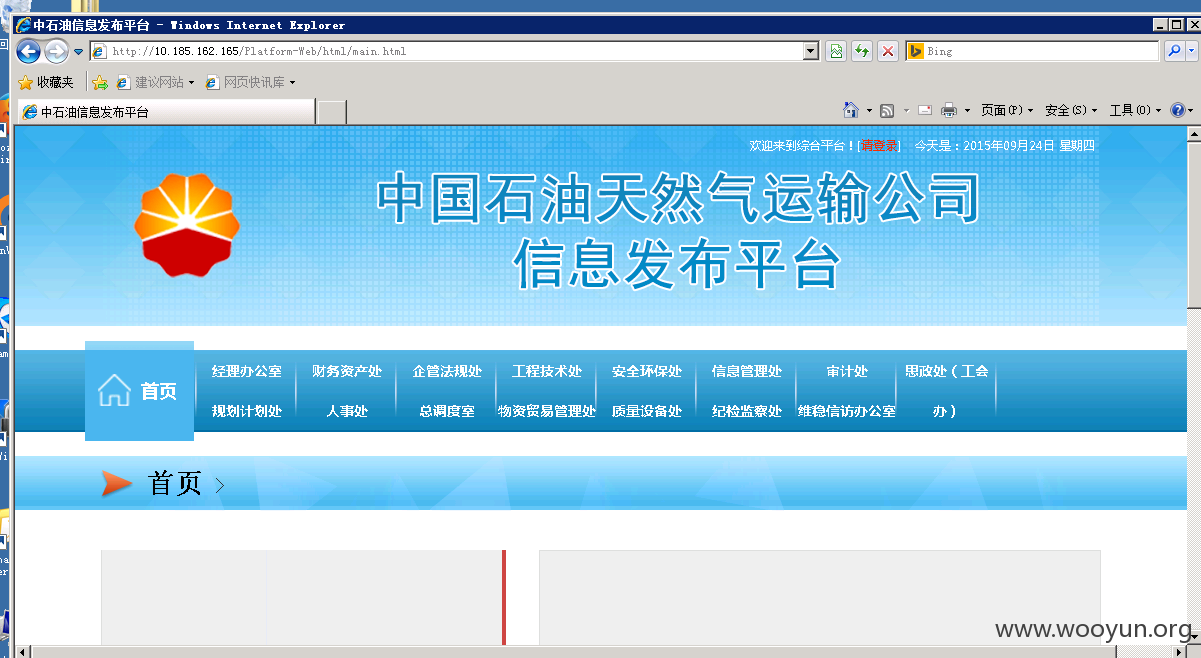 中石油信息发布平台 - Windows Internet Explorer
http://10.185.162.165/Platform-Web/html/main.html
Bing
收藏夹 建议网站 网页快讯库
中石油信息发布平台
页面(P) 安全(S) 工具(O)
欢迎来到综合平台！[请登录] 今天是：2015年09月24日 星期四
中国石油天然气运输公司
信息发布平台
首页
经理办公室 财务资产处 企管法规处 工程技术处 安全环保处 信息管理处 审计处 思政处（工会
规划计划处 人事处 总调度室 物资贸易管理处 质量设备处 纪检监察处 维稳信访办公室 办）
首页 >
www.wooyun.org